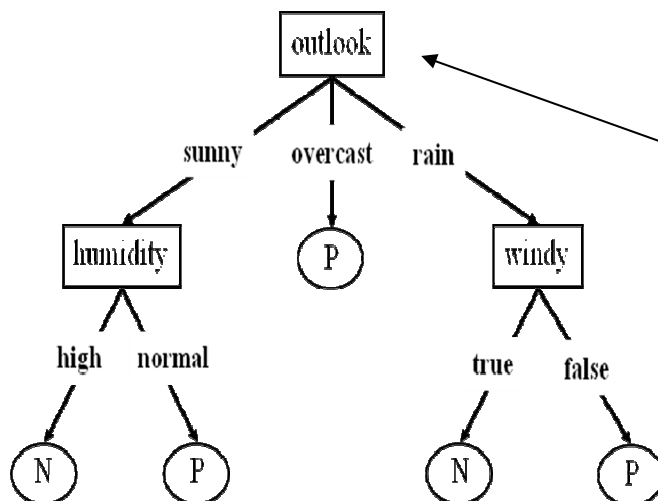 outlook
sunny overcast rain
humidity P windy
high normal true false
N P N P